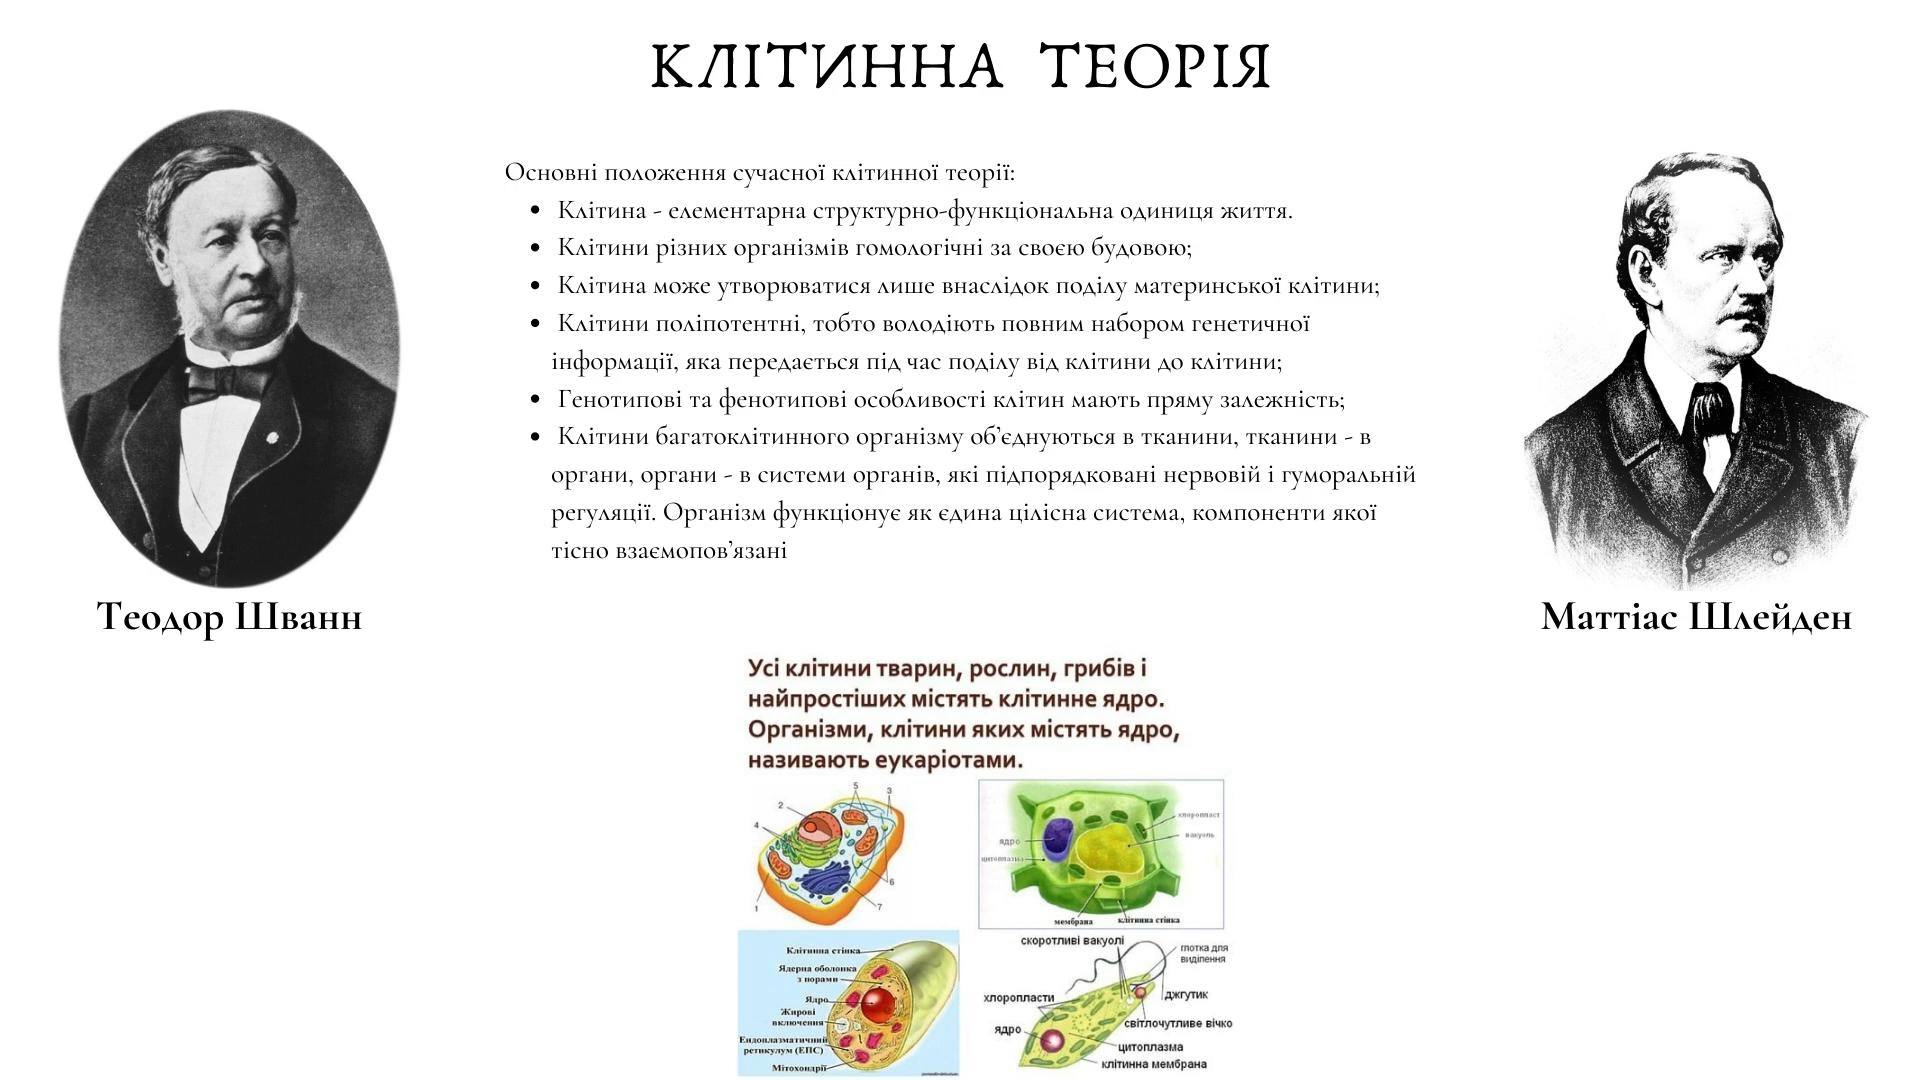 КЛІТИННА ТЕОРІЯ
Основні положення сучасної клітинної теорії:
Клітина - елементарна структурно-функціональна одиниця життя.
Клітини різних організмів гомологічні за своєю будовою;
Клітина може утворюватися лише внаслідок поділу материнської клітини;
Клітини поліпотентні, тобто володіють повним набором генетичної
інформації, яка передається під час поділу від клітини до клітини;
Генотипові та фенотипові особливості клітин мають пряму залежність;
Клітини багатоклітинного організму об’єднуються в тканини, тканини - в
органи, органи - в системи органів, які підпорядковані нервовій і гуморальній
регуляції. Організм функціонує як єдина цілісна система, компоненти якої
тісно взаємопов’язані
Теодор Шванн
Маттіас Шлейден
Усі клітини тварин, рослин, грибів і
найпростіших містять клітинне ядро.
Організми, клітини яких містять ядро,
називають еукаріотами.
5
3
2
4
6
1
7
хлоропласт
вакуоль
ядро
цитоплазма
мембрана
клітинна стінка
Клітинна стінка
Ядерна оболонка
з порами
Ядро
Жирові
включення
Ендоплазматичний
ретикулум (ЕПС)
Мітохондрії
скоротливі вакуолі
глотка для
виділення
хлоропласти
джгутик
світлочутливе вічко
ядро
цитоплазма
клітинна мембрана